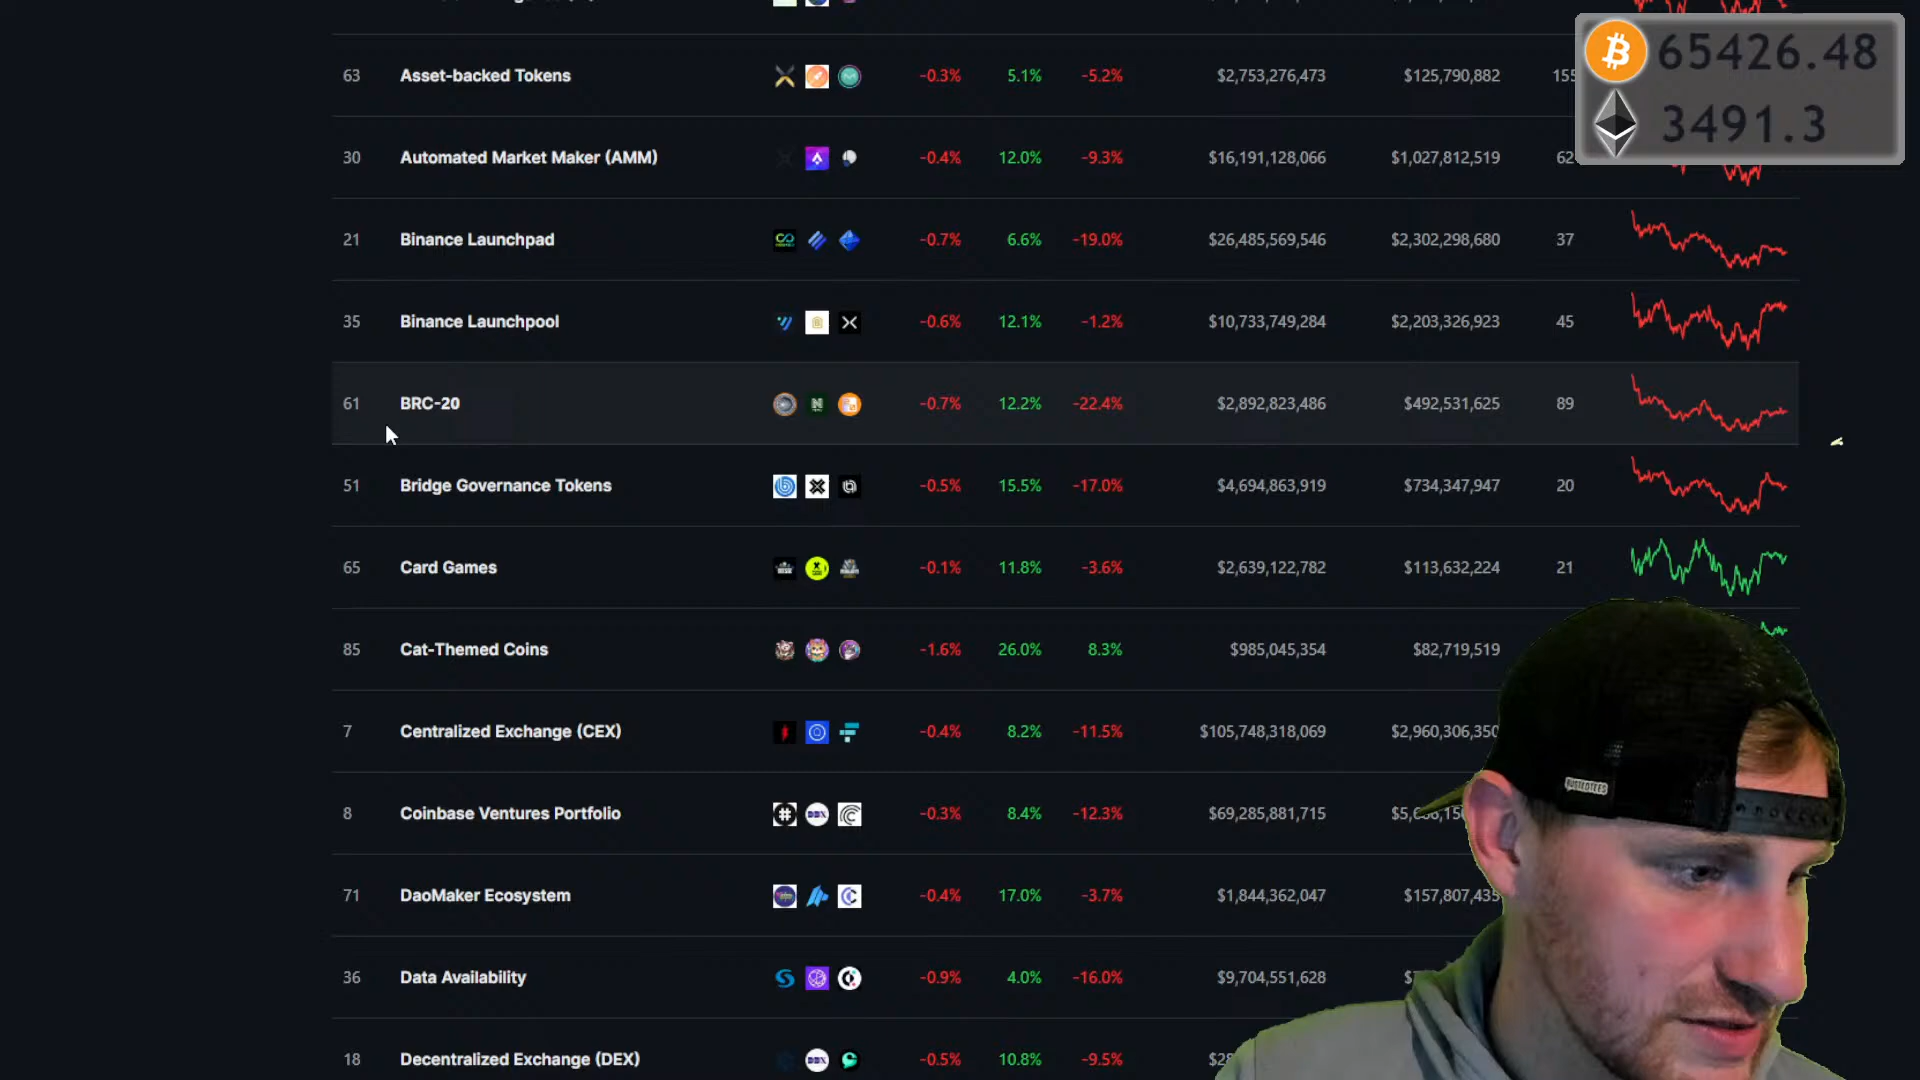 65426.48
3491.3
63 Asset-backed Tokens -0.3% 5.1% -5.2% $2,753,276,473 $125,790,882 155
30 Automated Market Maker (AMM) -0.4% 12.0% -9.3% $16,191,128,066 $1,027,812,519 62
21 Binance Launchpad -0.7% 6.6% -19.0% $26,485,569,546 $2,302,298,680 37
35 Binance Launchpool -0.6% 12.1% -1.2% $10,733,749,284 $2,203,326,923 45
61 BRC-20 -0.7% 12.2% -22.4% $2,892,823,486 $492,531,625 89
51 Bridge Governance Tokens -0.5% 15.5% -17.0% $4,694,863,919 $734,347,947 20
65 Card Games -0.1% 11.8% -3.6% $2,639,122,782 $113,632,224 21
85 Cat-Themed Coins -1.6% 26.0% 8.3% $985,045,354 $82,719,519
7 Centralized Exchange (CEX) -0.4% 8.2% -11.5% $105,748,318,069 $2,960,306,350
8 Coinbase Ventures Portfolio -0.3% 8.4% -12.3% $69,285,881,715
71 DaoMaker Ecosystem -0.4% 17.0% -3.7% $1,844,362,047 $157,807,435
36 Data Availability -0.9% 4.0% -16.0% $9,704,551,628
18 Decentralized Exchange (DEX) -0.5% 10.8% -9.5%
BUSTEDTEES